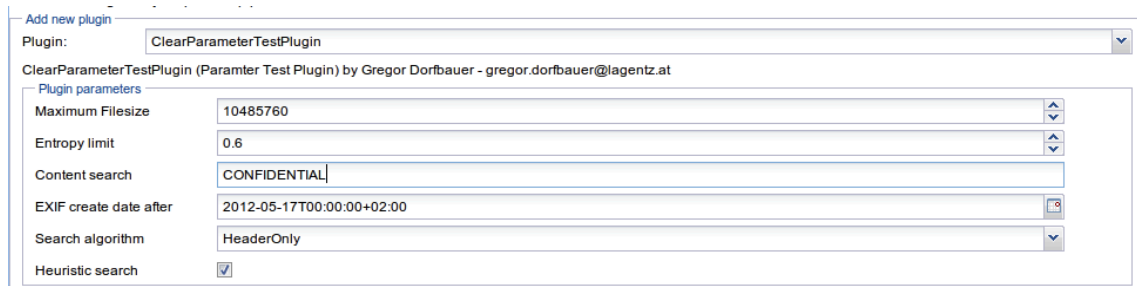 Add new plugin
Plugin: ClearParameterTestPlugin
ClearParameterTestPlugin (Paramter Test Plugin) by Gregor Dorfbauer - gregor.dorfbauer@lagentz.at
Plugin parameters
Maximum Filesize 10485760
Entropy limit 0.6
Content search CONFIDENTIAL
EXIF create date after 2012-05-17T00:00:00+02:00
Search algorithm HeaderOnly
Heuristic search